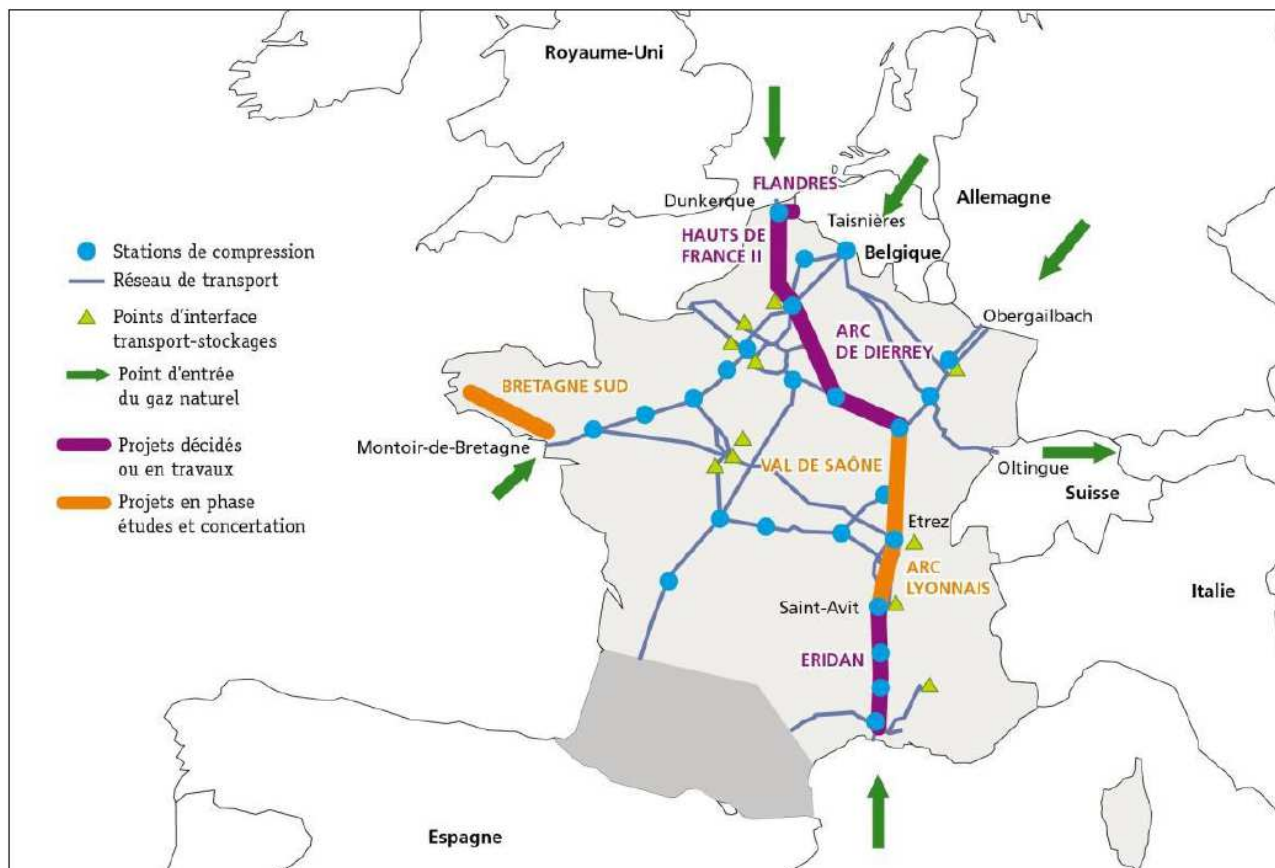 Royaume-Uni
FLANDRES
Dunkerque
Allemagne
Taisnières
HAUTS DE
FRANCE II
Belgique
Stations de compression
Réseau de transport
Points d'interface
transport-stockages
Point d'entrée
du gaz naturel
Projets décidés
ou en travaux
Projets en phase
études et concertation
Obergailbach
ARC
DE DIERREY
BRETAGNE SUD
Montoir-de-Bretagne
VAL DE SAÔNE
Oltingue
Suisse
Etrez
ARC
LYONNAIS
Saint-Avit
Italie
ERIDAN
Espagne